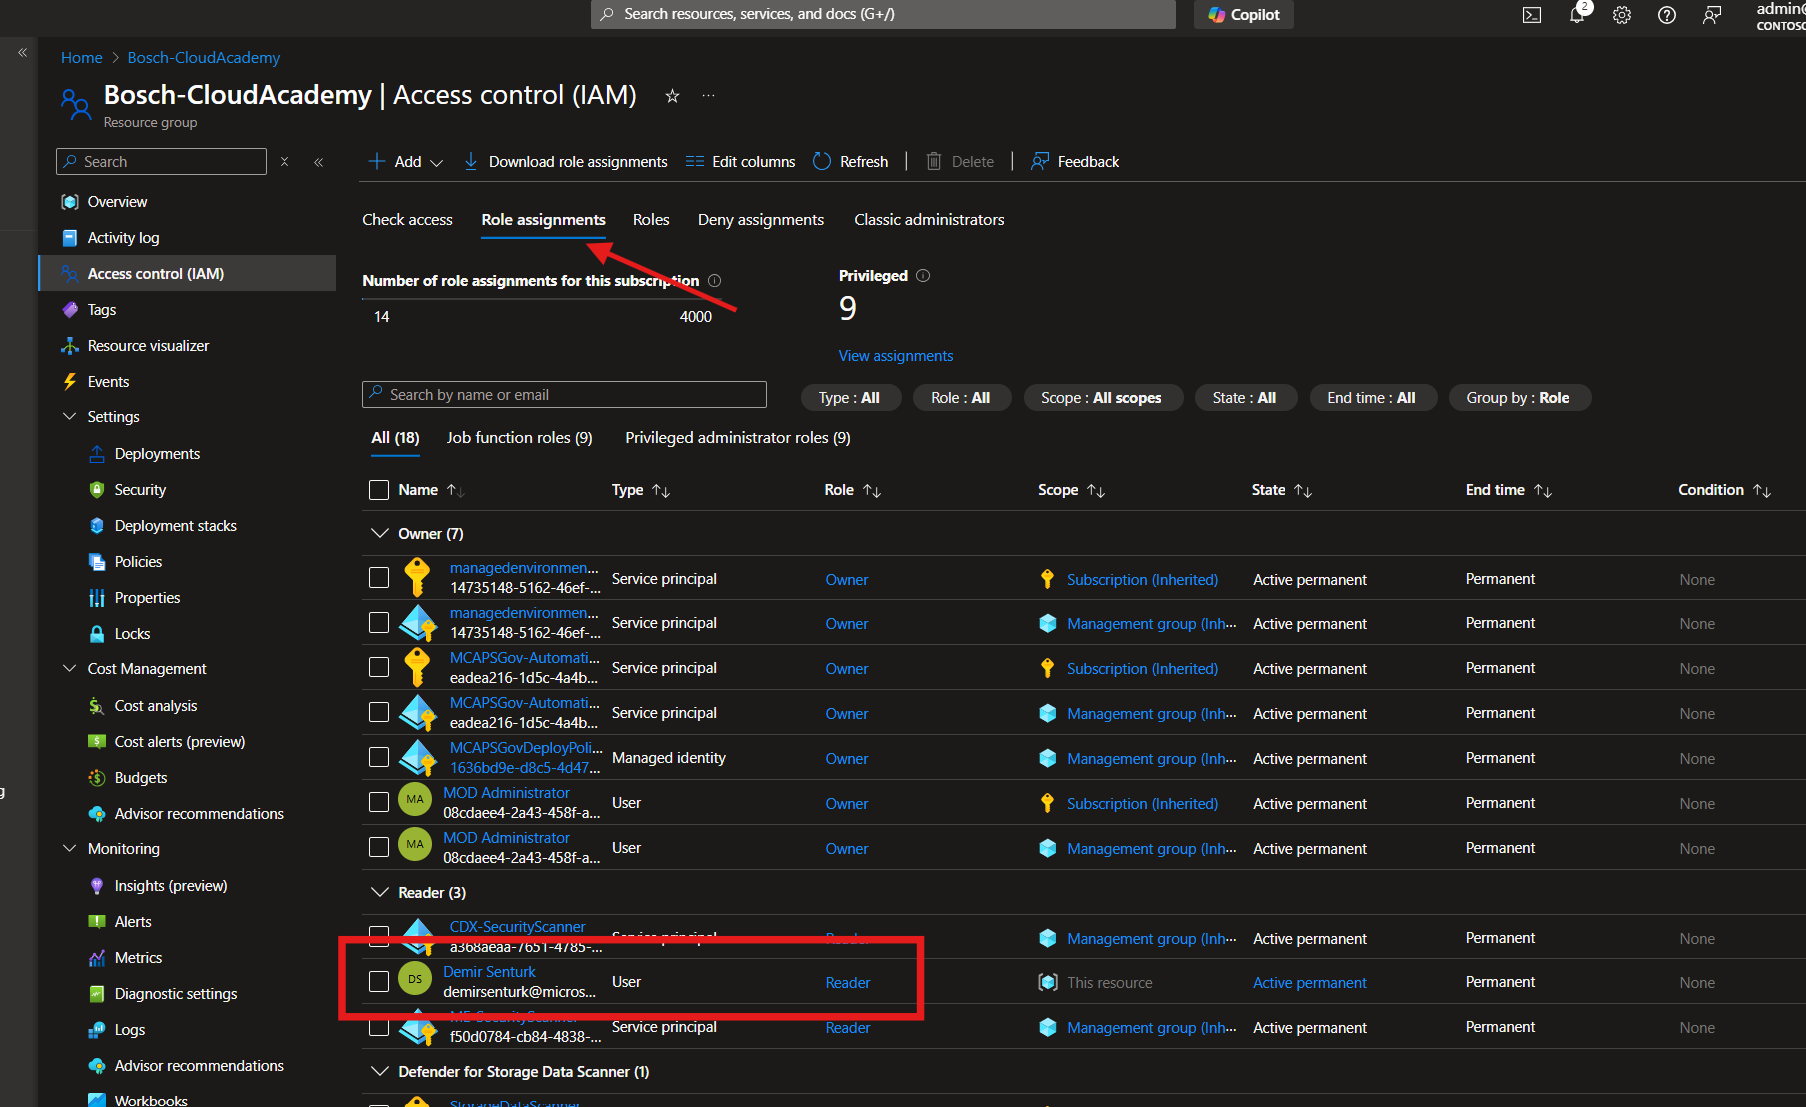 Search resources, services, and docs (G+/)
Copilot
2
admin@
CONTOSO
Home > Bosch-CloudAcademy
Bosch-CloudAcademy | Access control (IAM)
Resource group
Search
Add
Download role assignments
Edit columns
Refresh
Delete
Feedback
Overview
Activity log
Access control (IAM)
Tags
Resource visualizer
Events
Settings
Deployments
Security
Deployment stacks
Policies
Properties
Locks
Cost Management
Cost analysis
Cost alerts (preview)
Budgets
Advisor recommendations
Monitoring
Insights (preview)
Alerts
Metrics
Diagnostic settings
Logs
Advisor recommendations
Workbooks
Check access Role assignments Roles Deny assignments Classic administrators
Number of role assignments for this subscription
14 4000
Privileged
9
View assignments
Search by name or email
Type : All
Role : All
Scope : All scopes
State : All
End time : All
Group by : Role
All (18) Job function roles (9) Privileged administrator roles (9)
Name Type Role Scope State End time Condition
Owner (7)
managedenvironmen...
14735148-5162-46ef-... Service principal Owner Subscription (Inherited) Active permanent Permanent None
managedenvironmen...
14735148-5162-46ef-... Service principal Owner Management group (Inh... Active permanent Permanent None
MCAPSGov-Automati...
eadea216-1d5c-4a4b... Service principal Owner Subscription (Inherited) Active permanent Permanent None
MCAPSGov-Automati...
eadea216-1d5c-4a4b... Service principal Owner Management group (Inh... Active permanent Permanent None
MCAPSGovDeployPoli...
1636bd9e-d8c5-4d47... Managed identity Owner Management group (Inh... Active permanent Permanent None
MA MOD Administrator
08cdaee4-2a43-458f-a... User Owner Subscription (Inherited) Active permanent Permanent None
MA MOD Administrator
08cdaee4-2a43-458f-a... User Owner Management group (Inh... Active permanent Permanent None
Reader (3)
CDX-SecurityScanner
a368aeaa-7651-4785-... Service principal Reader Management group (Inh... Active permanent Permanent None
DS Demir Senturk
demirsenturk@micros... User Reader This resource Active permanent Permanent None
f50d0784-cb84-4838-... Service principal Reader Management group (Inh... Active permanent Permanent None
Defender for Storage Data Scanner (1)
StorageDataScanner